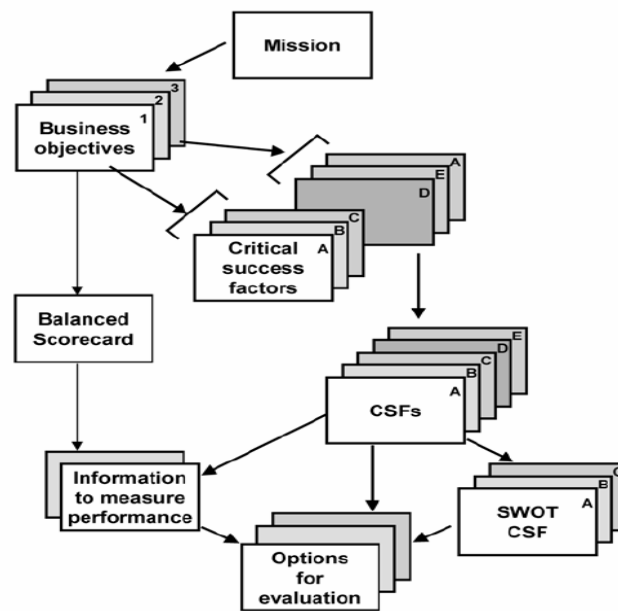 Mission
3
2
1
Business
objectives
A
E
D
C
B
A
Critical
success
factors
Balanced
Scorecard
E
D
C
B
A
CSFs
Information
to measure
performance
C
B
A
SWOT
CSF
Options
for
evaluation